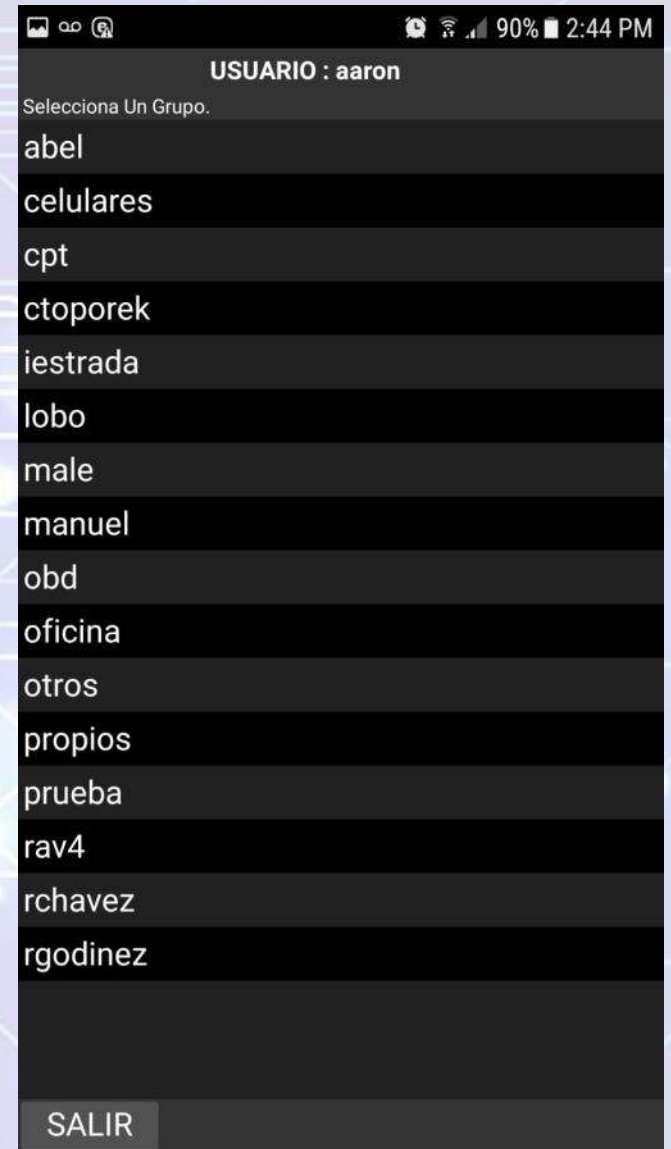 90% 2:44 PM
USUARIO : aaron
Selecciona Un Grupo.
abel
celulares
cpt
ctoporek
iestrada
lobo
male
manuel
obd
oficina
otros
propios
prueba
rav4
rchavez
rgodinez
SALIR